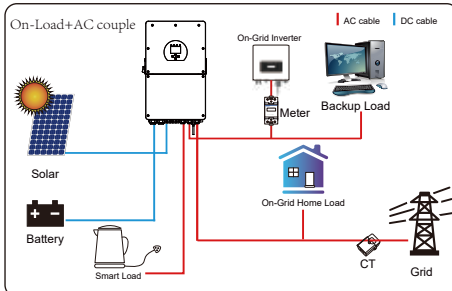 On-Load+AC couple
AC cable
DC cable
On-Grid Inverter
Meter
Backup Load
Solar
On-Grid Home Load
Battery
Smart Load
CT
Grid